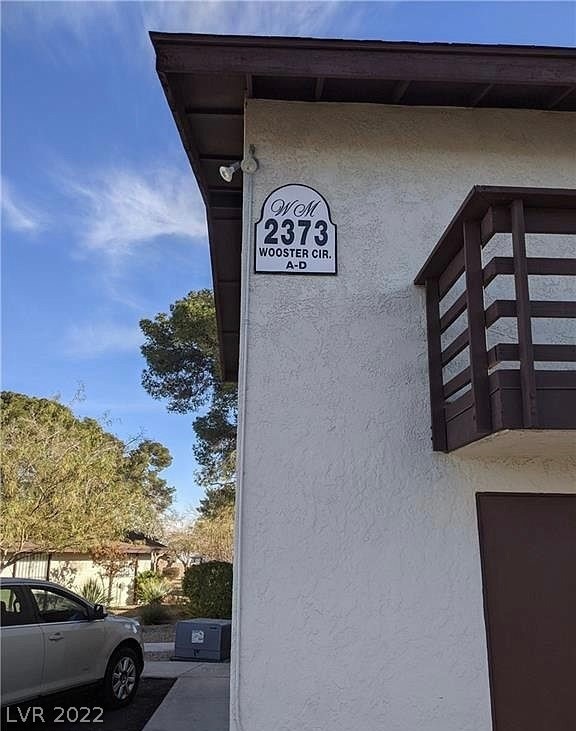 WM
2373
WOOSTER CIR.
A-D
LVR 2022